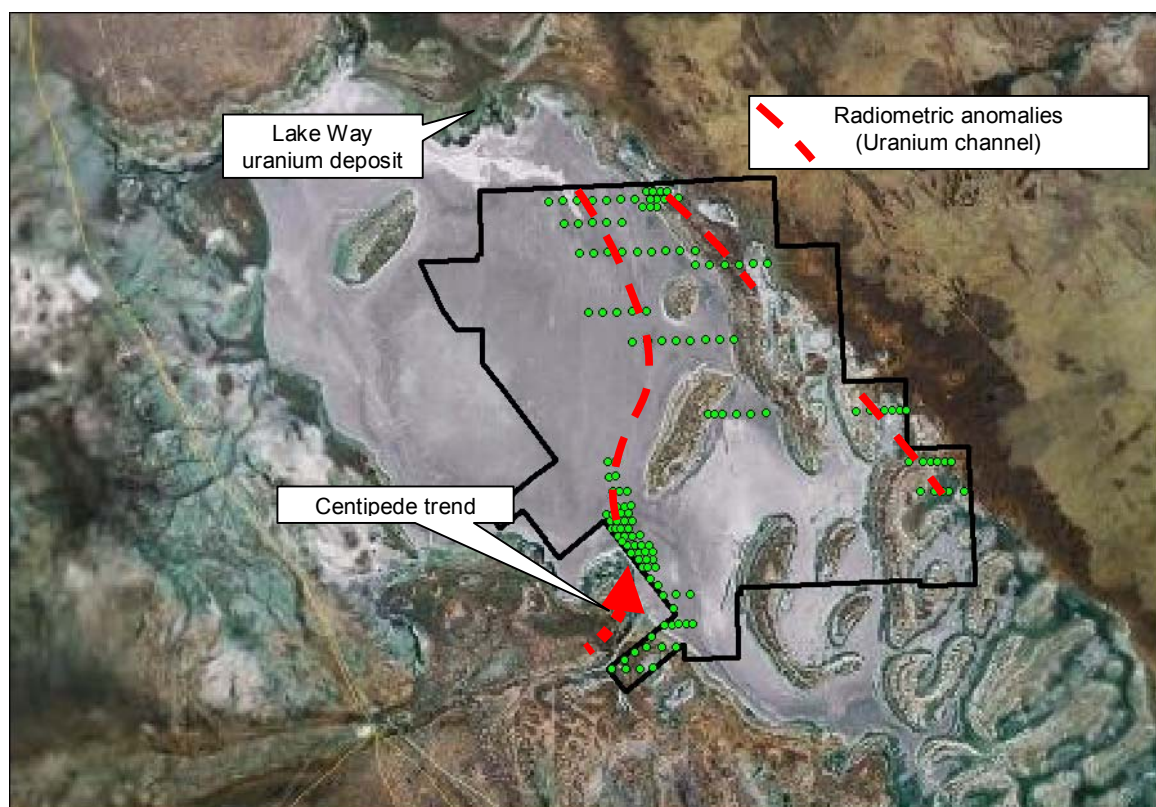 Lake Way
uranium deposit
Radiometric anomalies
(Uranium channel)
Centipede trend